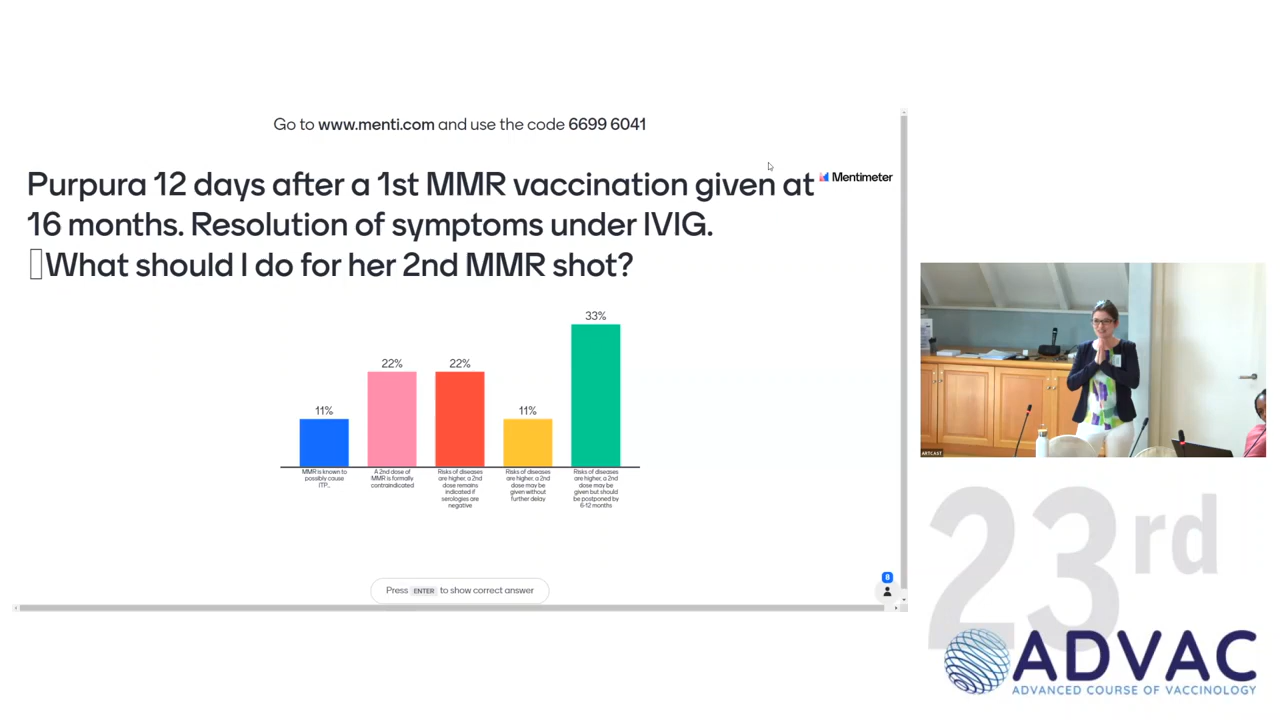 Go to www.menti.com and use the code 6699 6041
Purpura 12 days after a 1st MMR vaccination given at
16 months. Resolution of symptoms under IVIG.
What should I do for her 2nd MMR shot?
Mentimeter
11%
22%
22%
11%
33%
MMR is known to
possibly cause
ITP...
A 2nd dose of
MMR is formally
contraindicated
Risks of diseases
are higher, a 2nd
dose remains
indicated if
serologies are
negative
Risks of diseases
are higher, a 2nd
dose may be
given without
further delay
Risks of diseases
are higher, a 2nd
dose may be
given but should
be postponed by
6-12 months
Press ENTER to show correct answer
8
ARTCAST
23rd
ADVAC
ADVANCED COURSE OF VACCINOLOGY